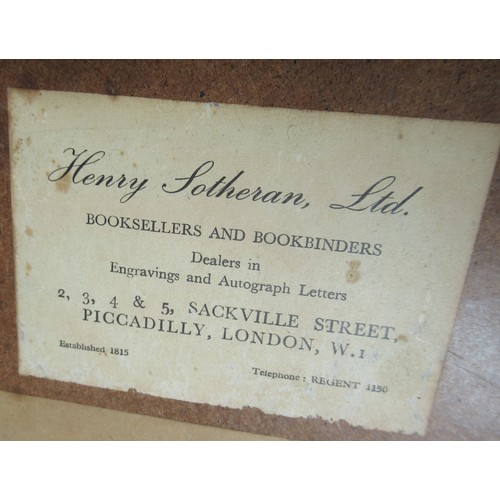 Henry Sotheran, Ltd.
BOOKSELLERS AND BOOKBINDERS
Dealers in
Engravings and Autograph Letters
2, 3, 4 & 5, SACKVILLE STREET,
PICCADILLY, LONDON, W.1
Established 1815
Telephone: REGENT 1150